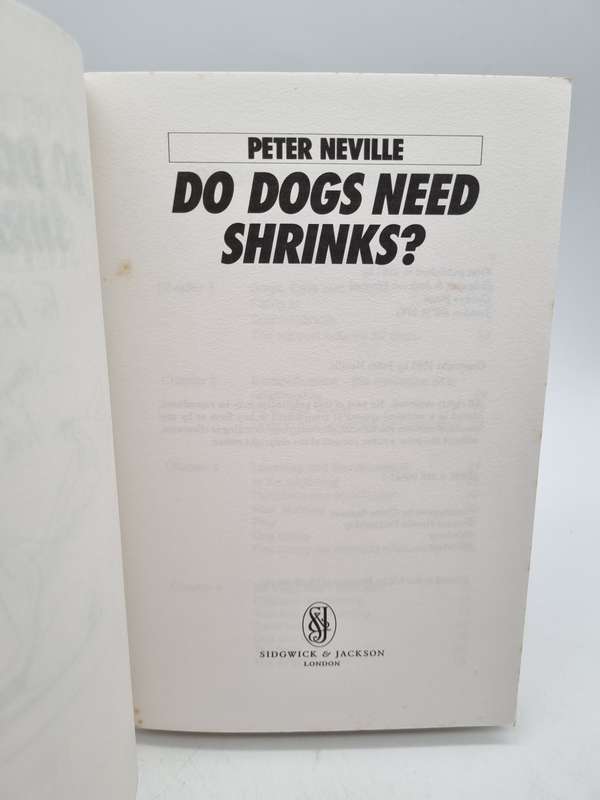 PETER NEVILLE
DO DOGS NEED
SHRINKS?
S&J
SIDGWICK & JACKSON
LONDON